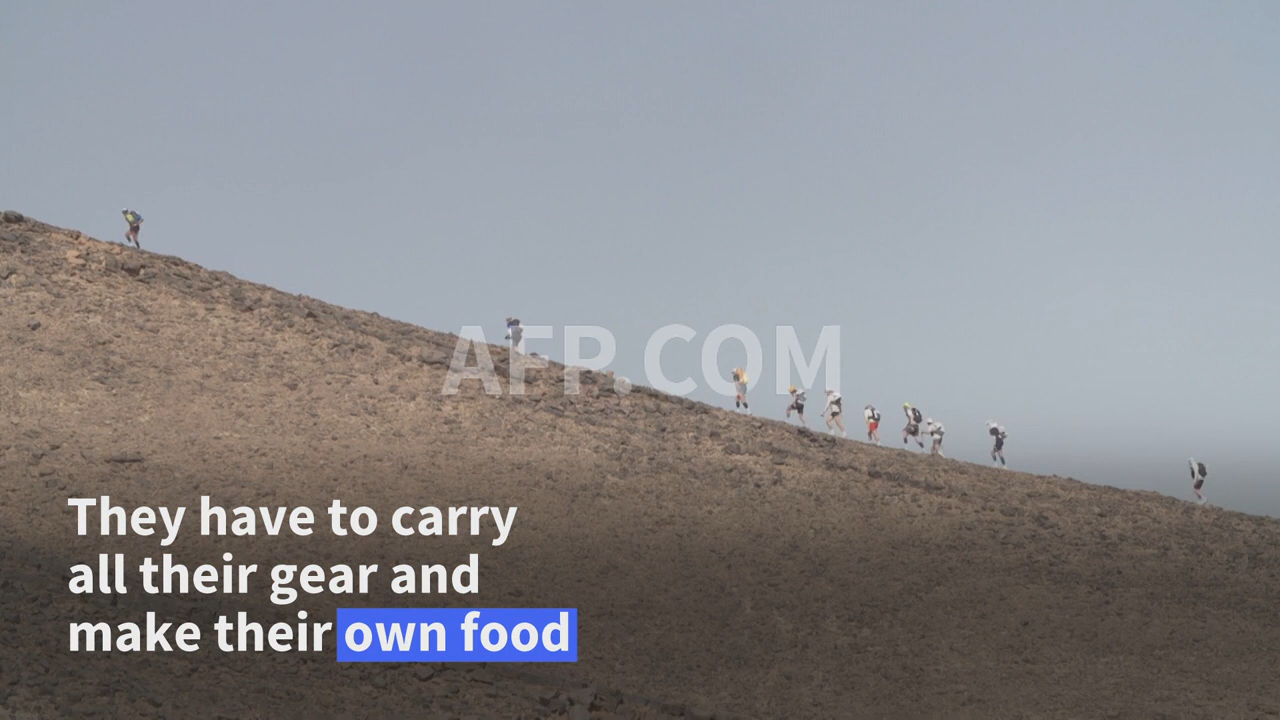 AFP.COM
They have to carry
all their gear and
make their own food